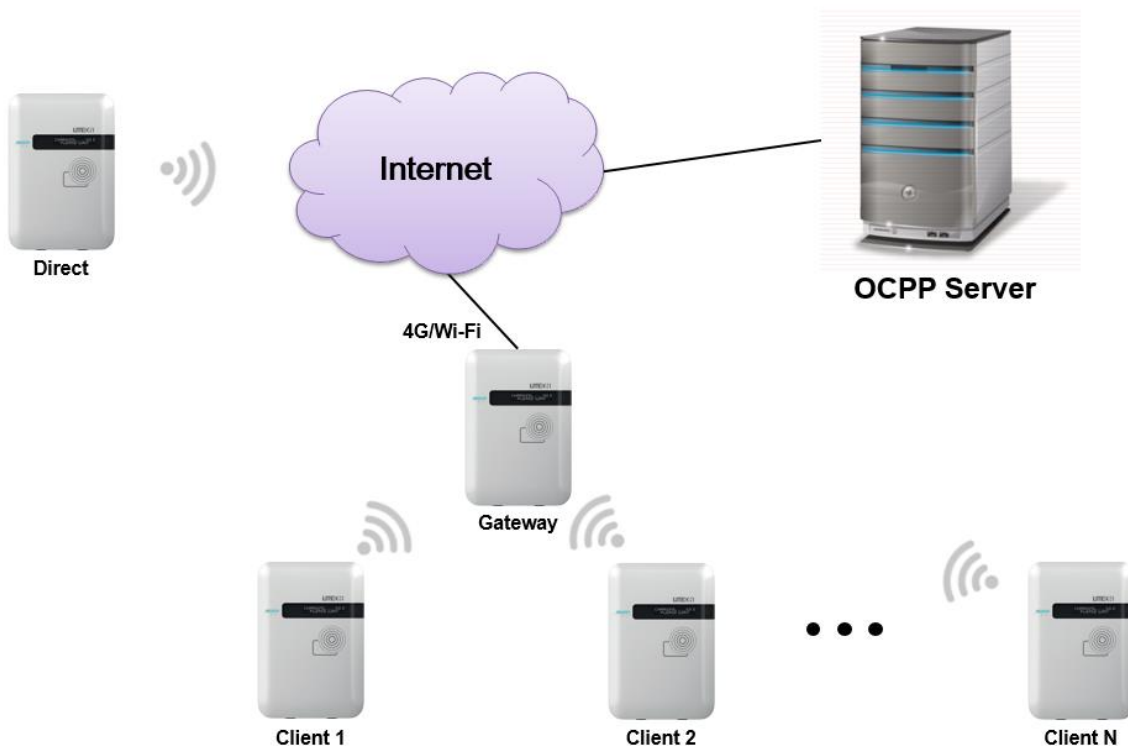 Internet
Direct
OCPP Server
4G/Wi-Fi
Gateway
Client 1
Client 2
Client N